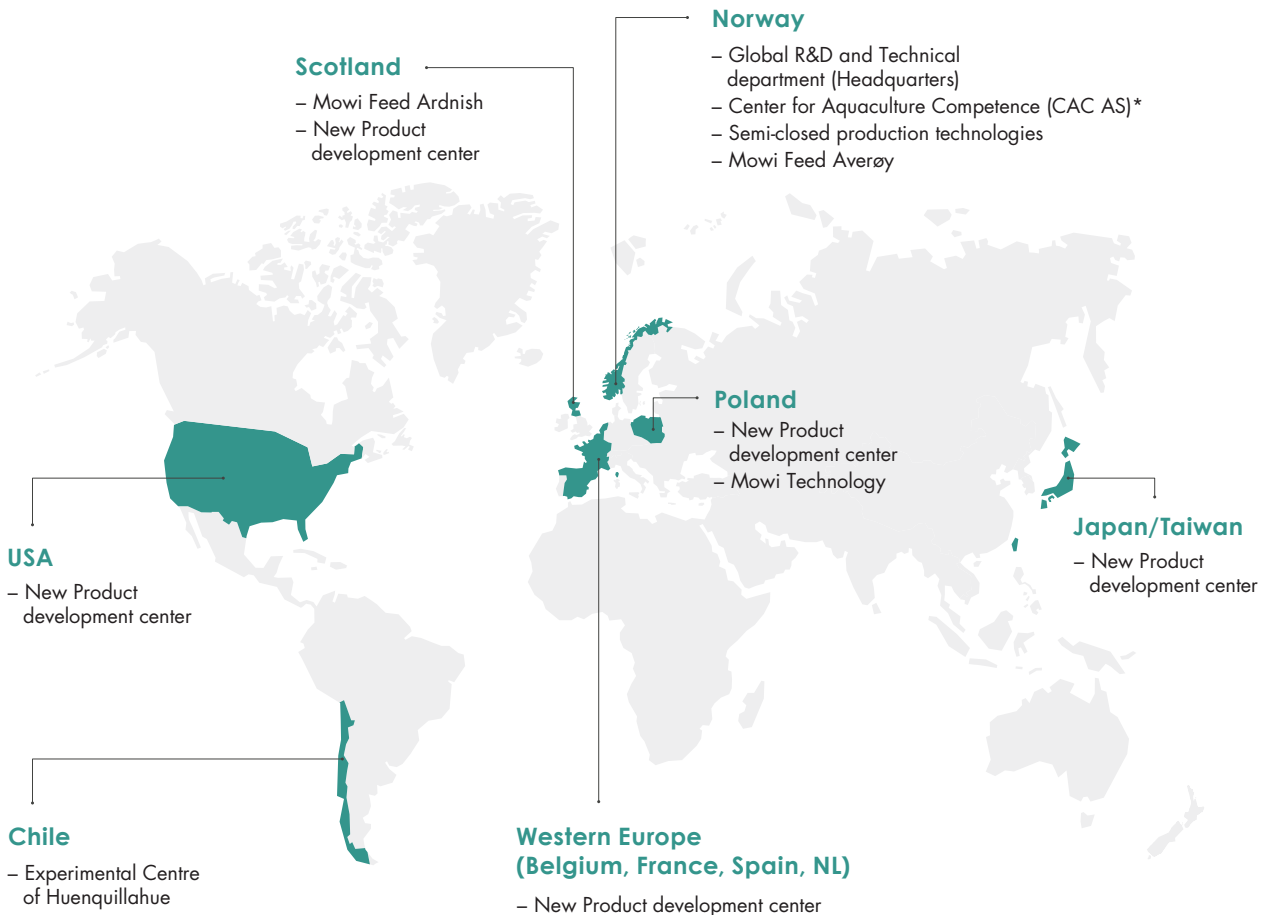 Norway
– Global R&D and Technical
department (Headquarters)
– Center for Aquaculture Competence (CAC AS)*
– Semi-closed production technologies
– Mowi Feed Averøy
Scotland
– Mowi Feed Ardnish
– New Product
development center
Poland
– New Product
development center
– Mowi Technology
Japan/Taiwan
– New Product
development center
USA
– New Product
development center
Chile
– Experimental Centre
of Huenquillahue
Western Europe
(Belgium, France, Spain, NL)
– New Product development center